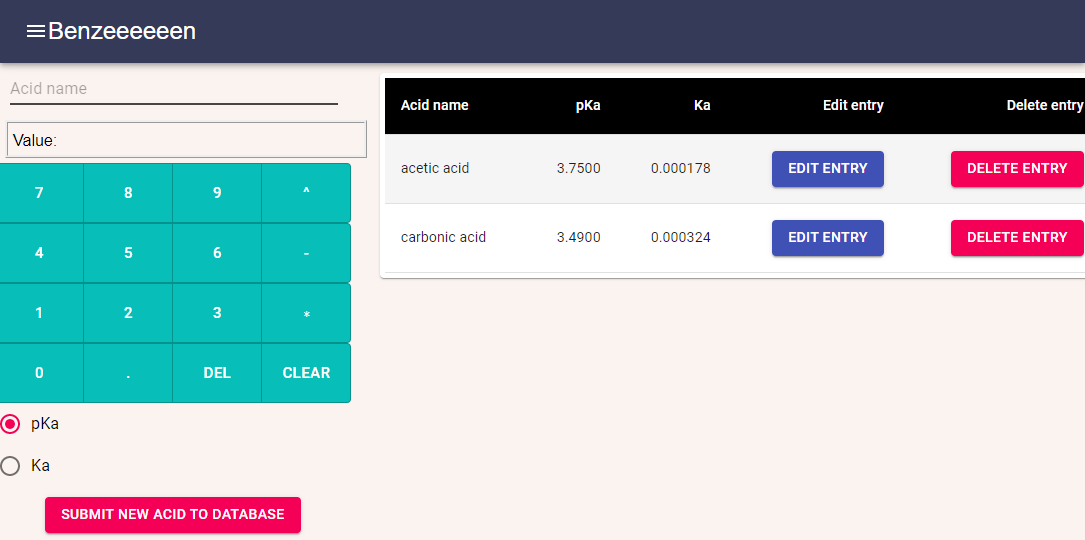 Benzeeeeeen
Acid name
Value:
7 8 9 ^
4 5 6 -
1 2 3 *
0 . DEL CLEAR
pKa
Ka
SUBMIT NEW ACID TO DATABASE
Acid name pKa Ka Edit entry Delete entry
acetic acid 3.7500 0.000178 EDIT ENTRY DELETE ENTRY
carbonic acid 3.4900 0.000324 EDIT ENTRY DELETE ENTRY